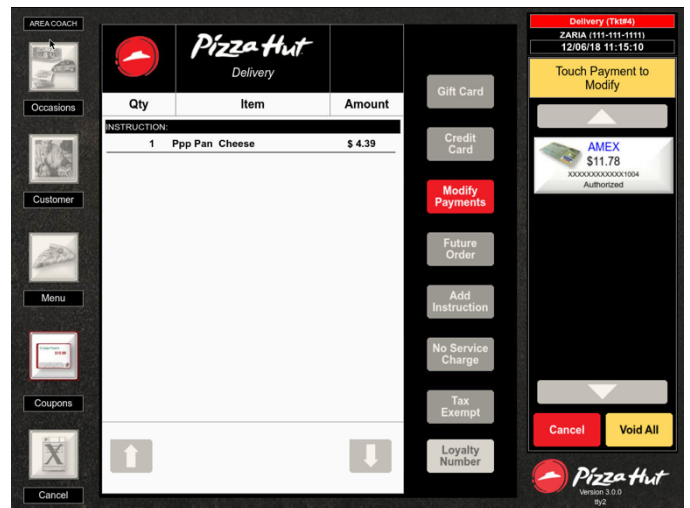 AREA COACH
Occasions
Customer
Menu
Coupons
Cancel
Pizza Hut
Delivery
Qty Item Amount
INSTRUCTION:
1 Ppp Pan Cheese $ 4.39
Gift Card
Credit
Card
Modify
Payments
Future
Order
Add
Instruction
No Service
Charge
Tax
Exempt
Loyalty
Number
Delivery (Tkt#4)
ZARIA (111-111-1111)
12/06/18 11:15:10
Touch Payment to
Modify
AMEX
$11.78
XXXXXXXXXXXX1004
Authorized
Cancel Void All
Pizza Hut
Version 3.0.0
tty2